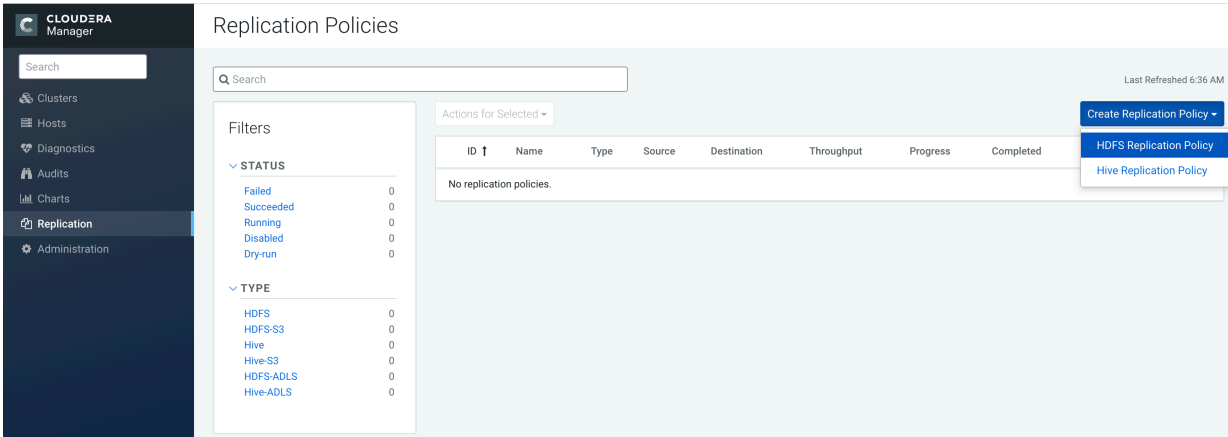 CLOUDERA
Manager
Search
Clusters
Hosts
Diagnostics
Audits
Charts
Replication
Administration
Replication Policies
Search
Last Refreshed 6:36 AM
Filters
STATUS
Failed 0
Succeeded 0
Running 0
Disabled 0
Dry-run 0
TYPE
HDFS 0
HDFS-S3 0
Hive 0
Hive-S3 0
HDFS-ADLS 0
Hive-ADLS 0
Actions for Selected
Create Replication Policy
HDFS Replication Policy
Hive Replication Policy
ID Name Type Source Destination Throughput Progress Completed
No replication policies.